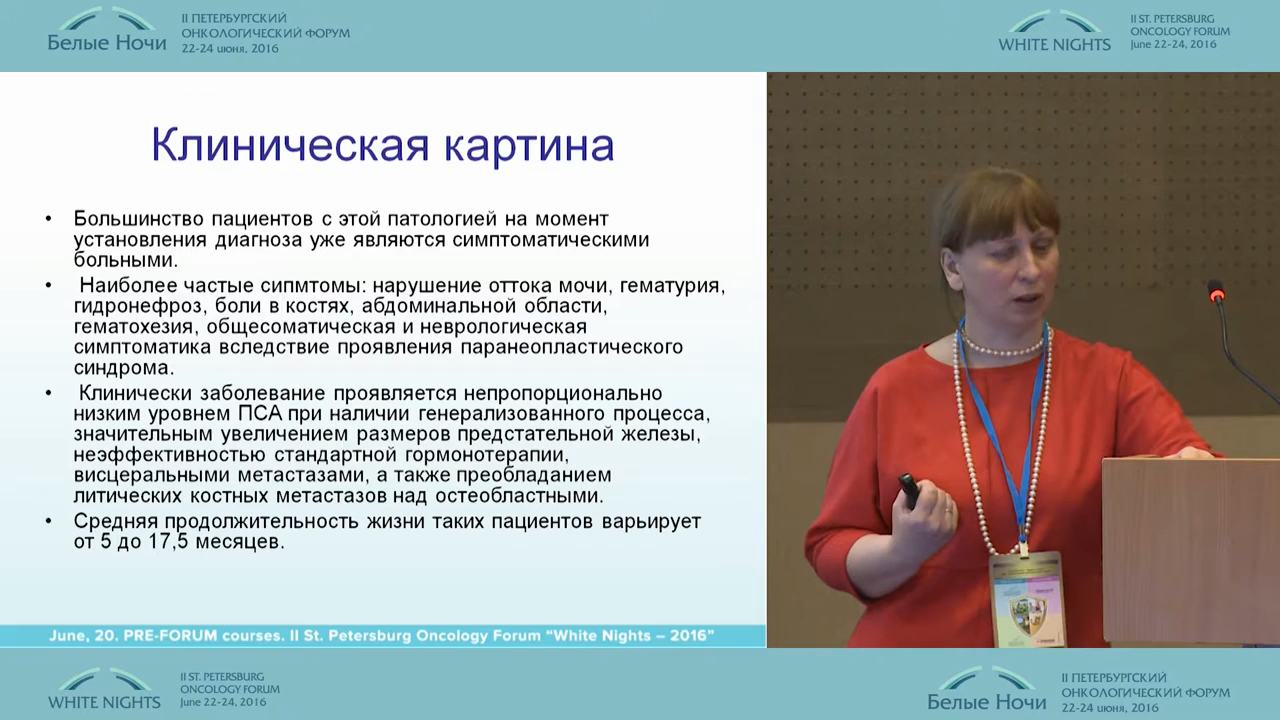 Белые Ночи
II ПЕТЕРБУРГСКИЙ
ОНКОЛОГИЧЕСКИЙ ФОРУМ
22-24 июня, 2016
WHITE NIGHTS
II ST. PETERSBURG
ONCOLOGY FORUM
June 22-24, 2016
Клиническая картина
• Большинство пациентов с этой патологией на момент
установления диагноза уже являются симптоматическими
больными.
• Наиболее частые сипмтомы: нарушение оттока мочи, гематурия,
гидронефроз, боли в костях, абдоминальной области,
гематохезия, общесоматическая и неврологическая
симптоматика вследствие проявления паранеопластического
синдрома.
• Клинически заболевание проявляется непропорционально
низким уровнем ПСА при наличии генерализованного процесса,
значительным увеличением размеров предстательной железы,
неэффективностью стандартной гормонотерапии,
висцеральными метастазами, а также преобладанием
литических костных метастазов над остеобластными.
• Средняя продолжительность жизни таких пациентов варьирует
от 5 до 17,5 месяцев.
June, 20. PRE-FORUM courses. II St. Petersburg Oncology Forum “White Nights – 2016”
WHITE NIGHTS
II ST. PETERSBURG
ONCOLOGY FORUM
June 22-24, 2016
Белые Ночи
II ПЕТЕРБУРГСКИЙ
ОНКОЛОГИЧЕСКИЙ ФОРУМ
22-24 июня, 2016